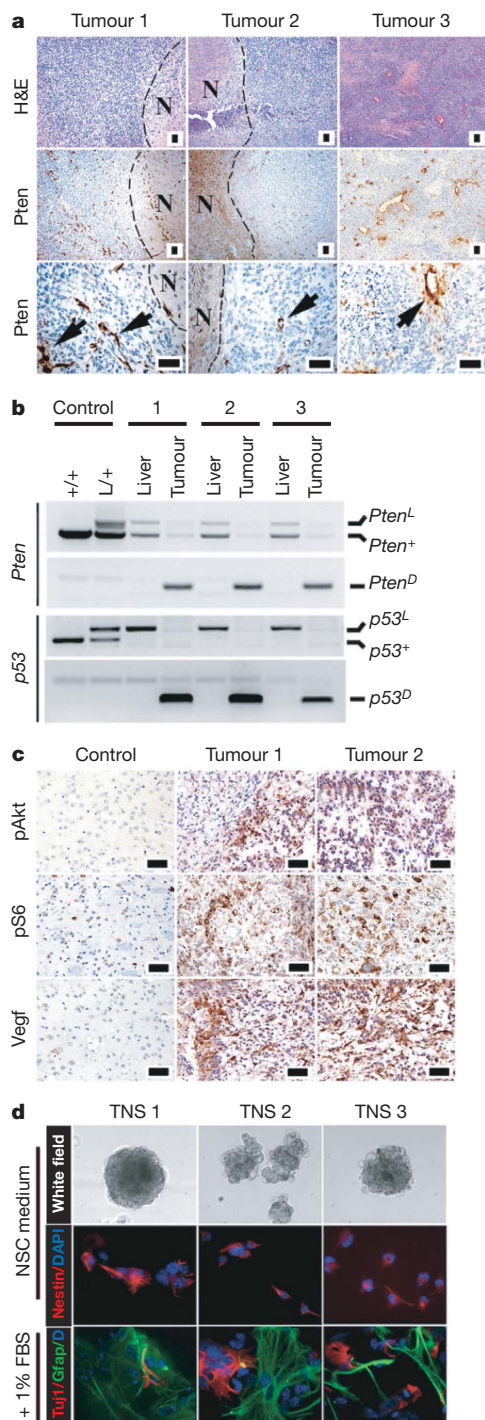 a
Tumour 1 Tumour 2 Tumour 3
H&E
N N
Pten
N N
Pten
N N
b
Control 1 2 3
+/+ L/+ Liver Tumour Liver Tumour Liver Tumour
Pten
Pten^L
Pten^+
Pten^D
p53
p53^L
p53^+
p53^D
c
Control Tumour 1 Tumour 2
pAkt
pS6
Vegf
d
TNS 1 TNS 2 TNS 3
NSC medium
White field
Nestin/DAPI
+ 1% FBS
Tuj1/Gfap/D